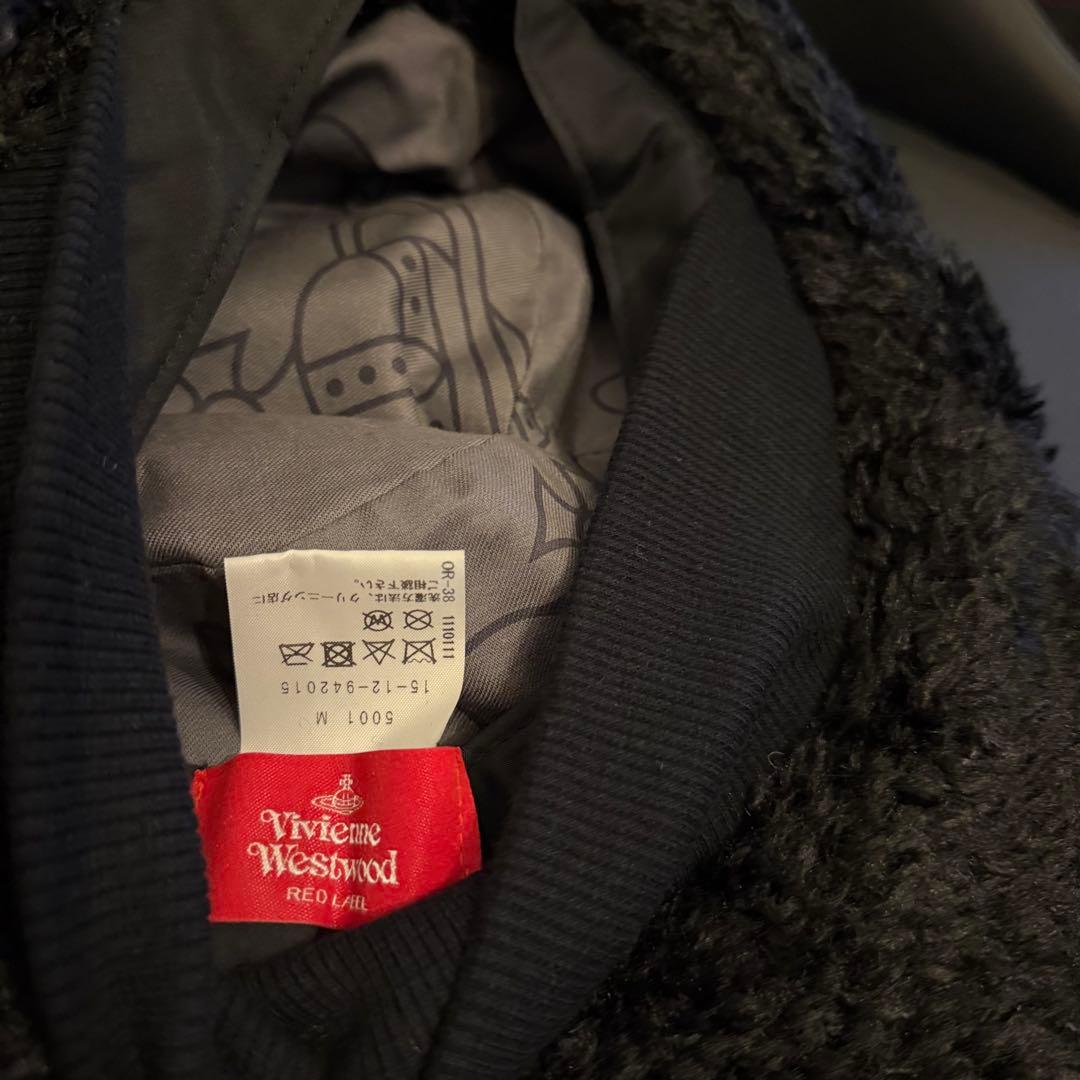 5001 M
15-12-942015
洗濯方法は、クリーニング店に
ご相談下さい。
OR-38 1110111
Vivienne
Westwood
RED LABEL